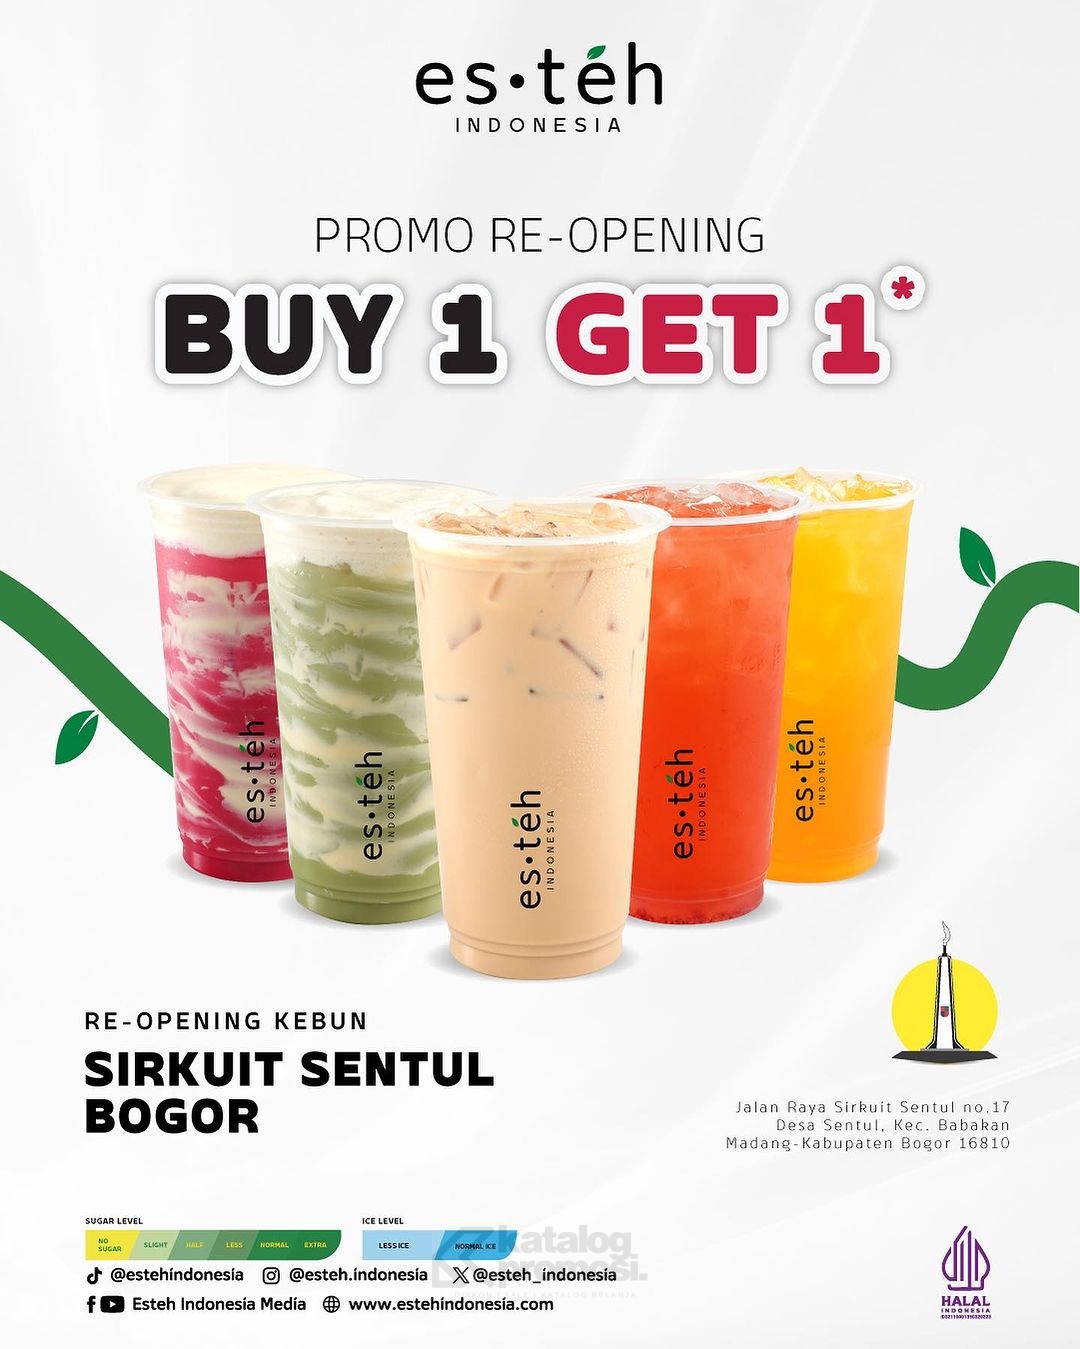 es•téh
INDONESIA
PROMO RE-OPENING
BUY 1 GET 1*
es•téh
INDONESIA
es•téh
INDONESIA
es•téh
INDONESIA
es•téh
INDONESIA
es•téh
INDONESIA
RE-OPENING KEBUN
SIRKUIT SENTUL
BOGOR
Jalan Raya Sirkuit Sentul no.17
Desa Sentul, Kec. Babakan
Madang-Kabupaten Bogor 16810
SUGAR LEVEL
NO SUGAR SLIGHT HALF LESS NORMAL EXTRA
ICE LEVEL
LESS ICE NORMAL ICE
katalog
promosi.
@estehindonesia @esteh.indonesia @esteh_indonesia
Esteh Indonesia Media www.estehindonesia.com
HALAL
INDONESIA